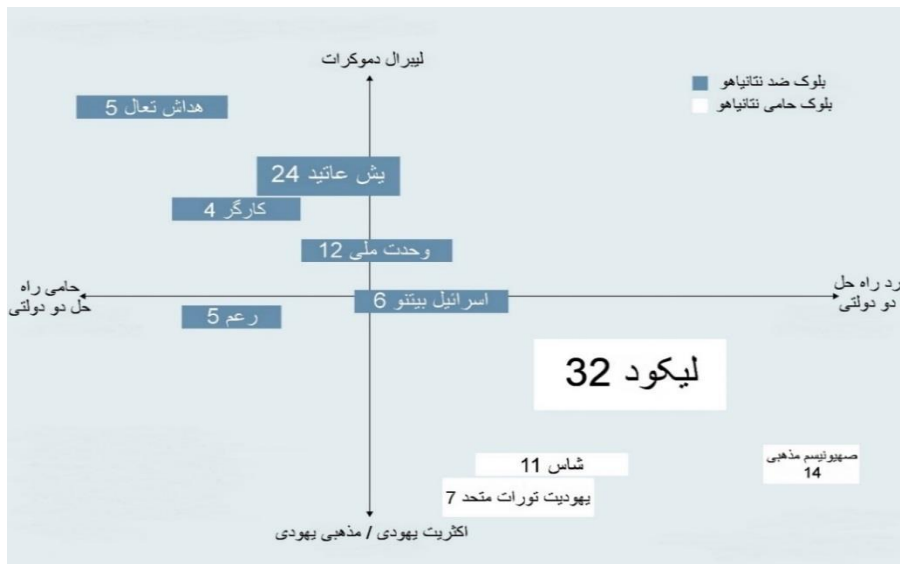 لیبرال دموکرات
بلوک ضد نتانیاهو
بلوک حامی نتانیاهو
هداش تعال 5
یش عاتید 24
کارگر 4
وحدت ملی 12
رد راه حل
دو دولتی
حامی راه
حل دو دولتی
اسرائیل بیتنو 6
رعم 5
لیکود 32
شاس 11
صهیونیسم مذهبی
14
یهودیت تورات متحد 7
اکثریت یهودی / مذهبی یهودی